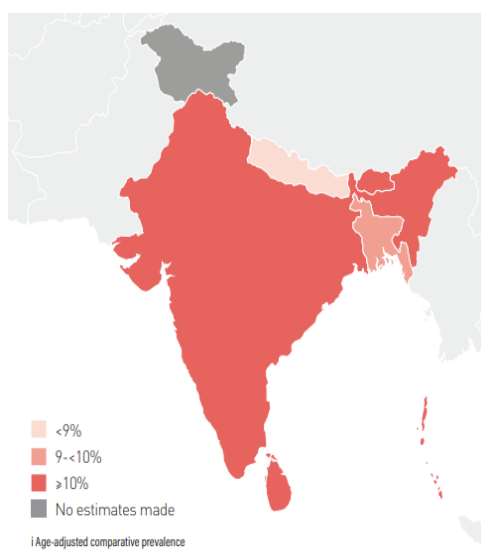 <9%
9-<10%
⩾10%
No estimates made
i Age-adjusted comparative prevalence